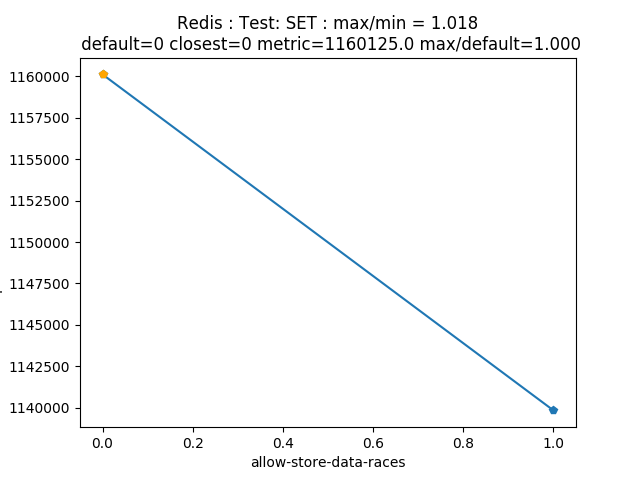 Redis : Test: SET : max/min = 1.018
default=0 closest=0 metric=1160125.0 max/default=1.000
1160000
1157500
1155000
1152500
1150000
1147500
1145000
1142500
1140000
0.0 0.2 0.4 0.6 0.8 1.0
allow-store-data-races